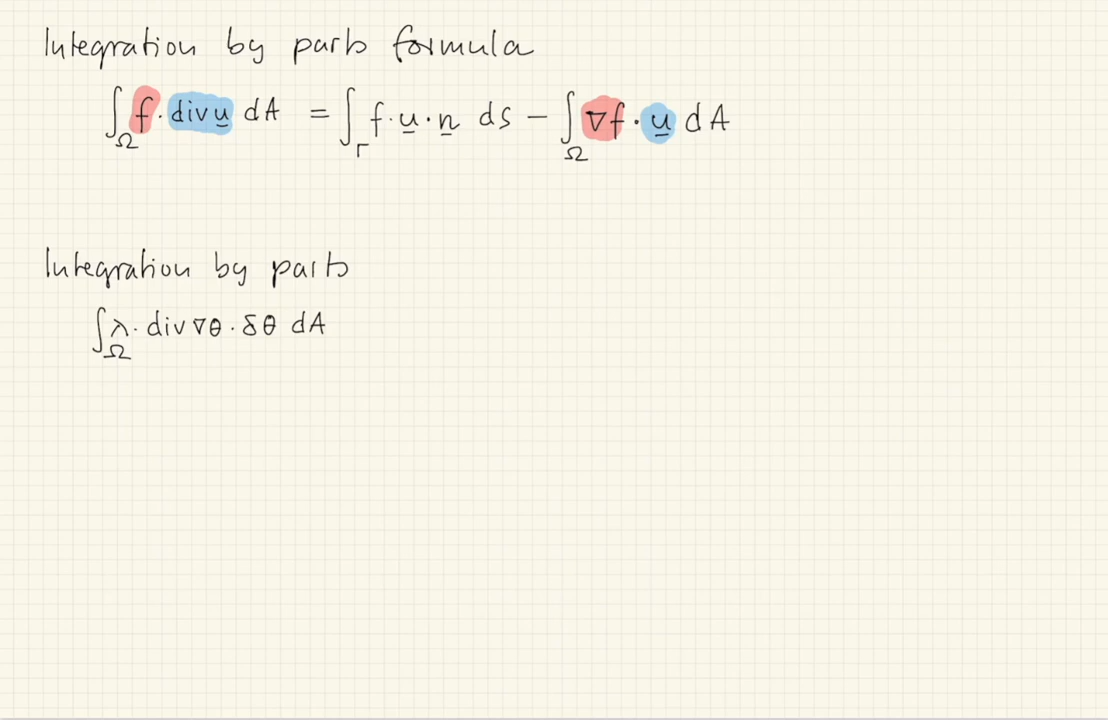 Integration by parts formula
∫_Ω f · div u̲ dA = ∫_Γ f · u̲ · n̲ ds − ∫_Ω ∇f · u̲ dA
Integration by parts
∫_Ω λ · div ∇θ · δθ dA